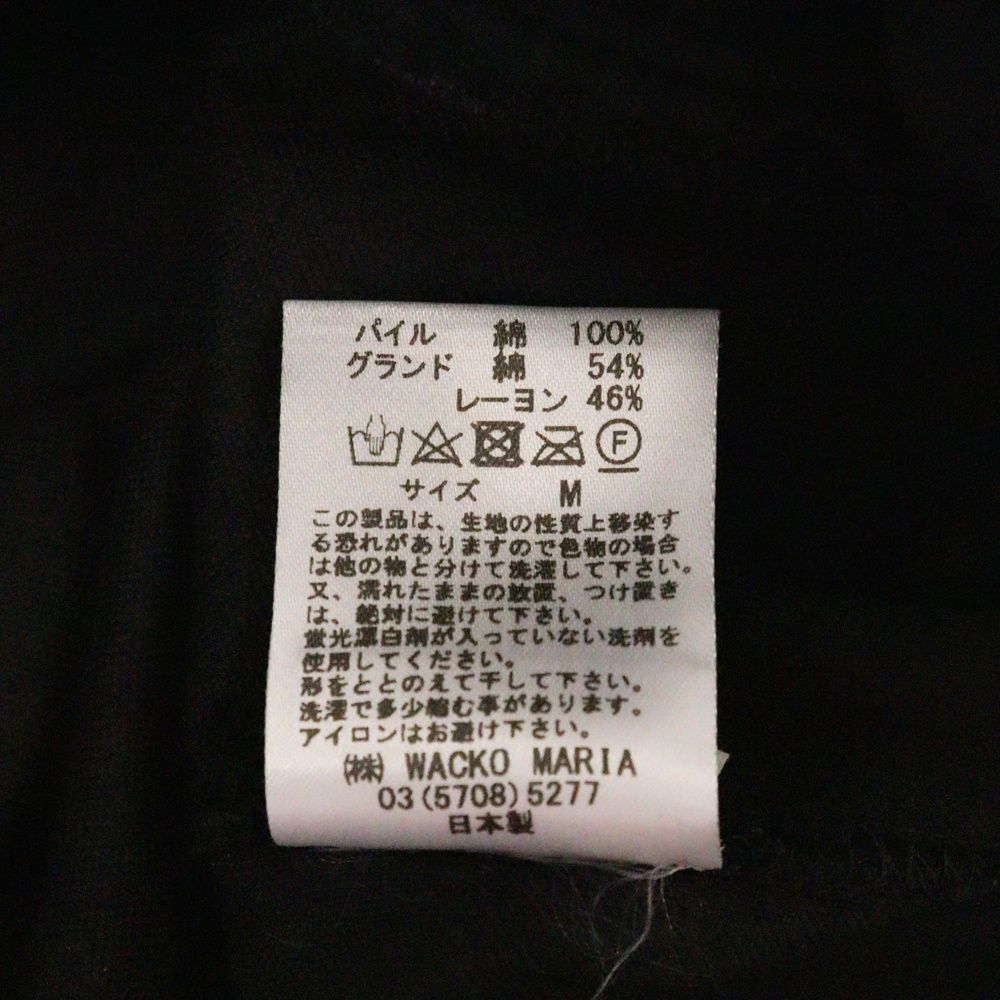 パイル 綿 100%
グランド 綿 54%
レーヨン 46%
F
サイズ M
この製品は、生地の性質上移染す
る恐れがありますので色物の場合
は他の物と分けて洗濯して下さい。
又、濡れたままの放置、つけ置き
は、絶対に避けて下さい。
蛍光漂白剤が入っていない洗剤を
使用してください。
形をととのえて干して下さい。
洗濯で多少縮む事があります。
アイロンはお避け下さい。
㈱ WACKO MARIA
03(5708)5277
日本製